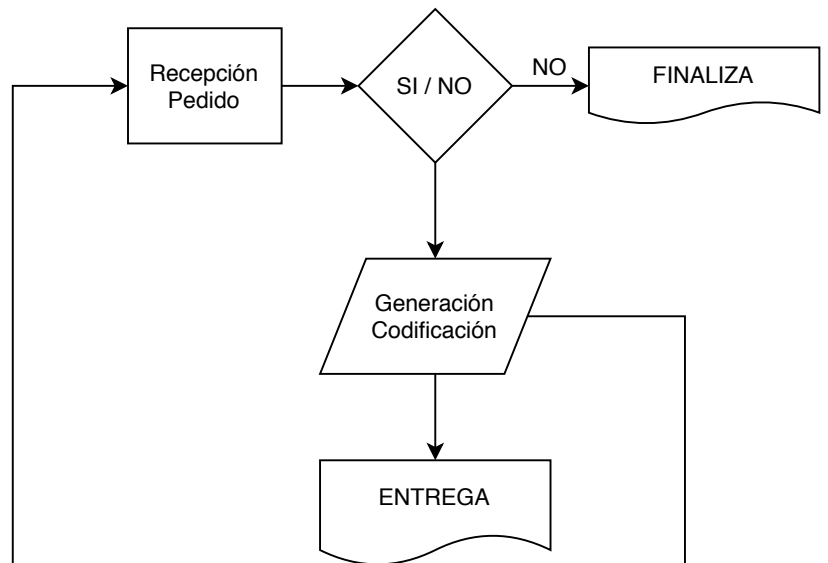 Recepción
Pedido
SI / NO
NO
FINALIZA
Generación
Codificación
ENTREGA